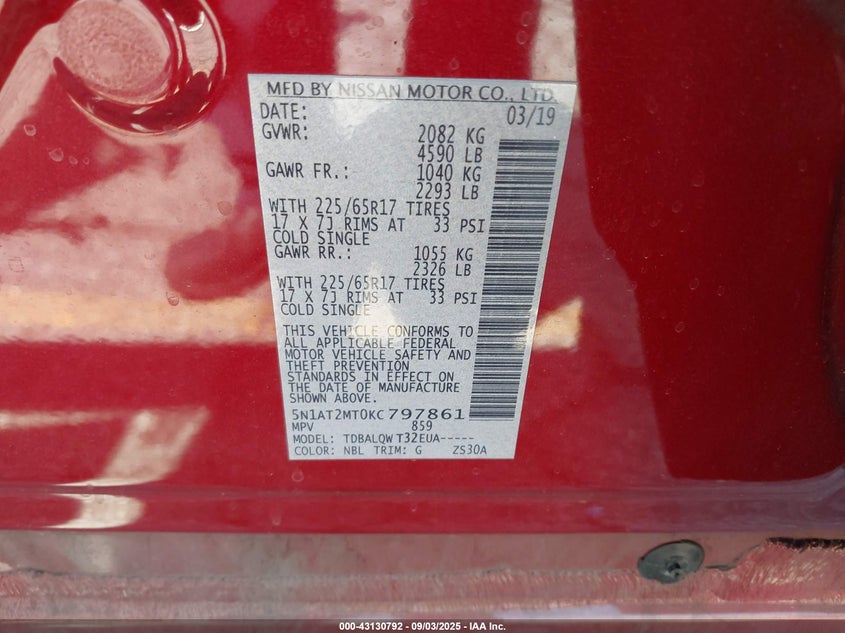 MFD BY NISSAN MOTOR CO., LTD.
DATE: 03/19
GVWR: 2082 KG
4590 LB
GAWR FR.: 1040 KG
2293 LB
WITH 225/65R17 TIRES
17 X 7J RIMS AT 33 PSI
COLD SINGLE
GAWR RR.: 1055 KG
2326 LB
WITH 225/65R17 TIRES
17 X 7J RIMS AT 33 PSI
COLD SINGLE
THIS VEHICLE CONFORMS TO
ALL APPLICABLE FEDERAL
MOTOR VEHICLE SAFETY AND
THEFT PREVENTION
STANDARDS IN EFFECT ON
THE DATE OF MANUFACTURE
SHOWN ABOVE.
5N1AT2MT0KC797861
MPV 859
MODEL: TDBALQW T32EUA-----
COLOR: NBL TRIM: G ZS30A
000-43130792 - 09/03/2025 - IAA Inc.